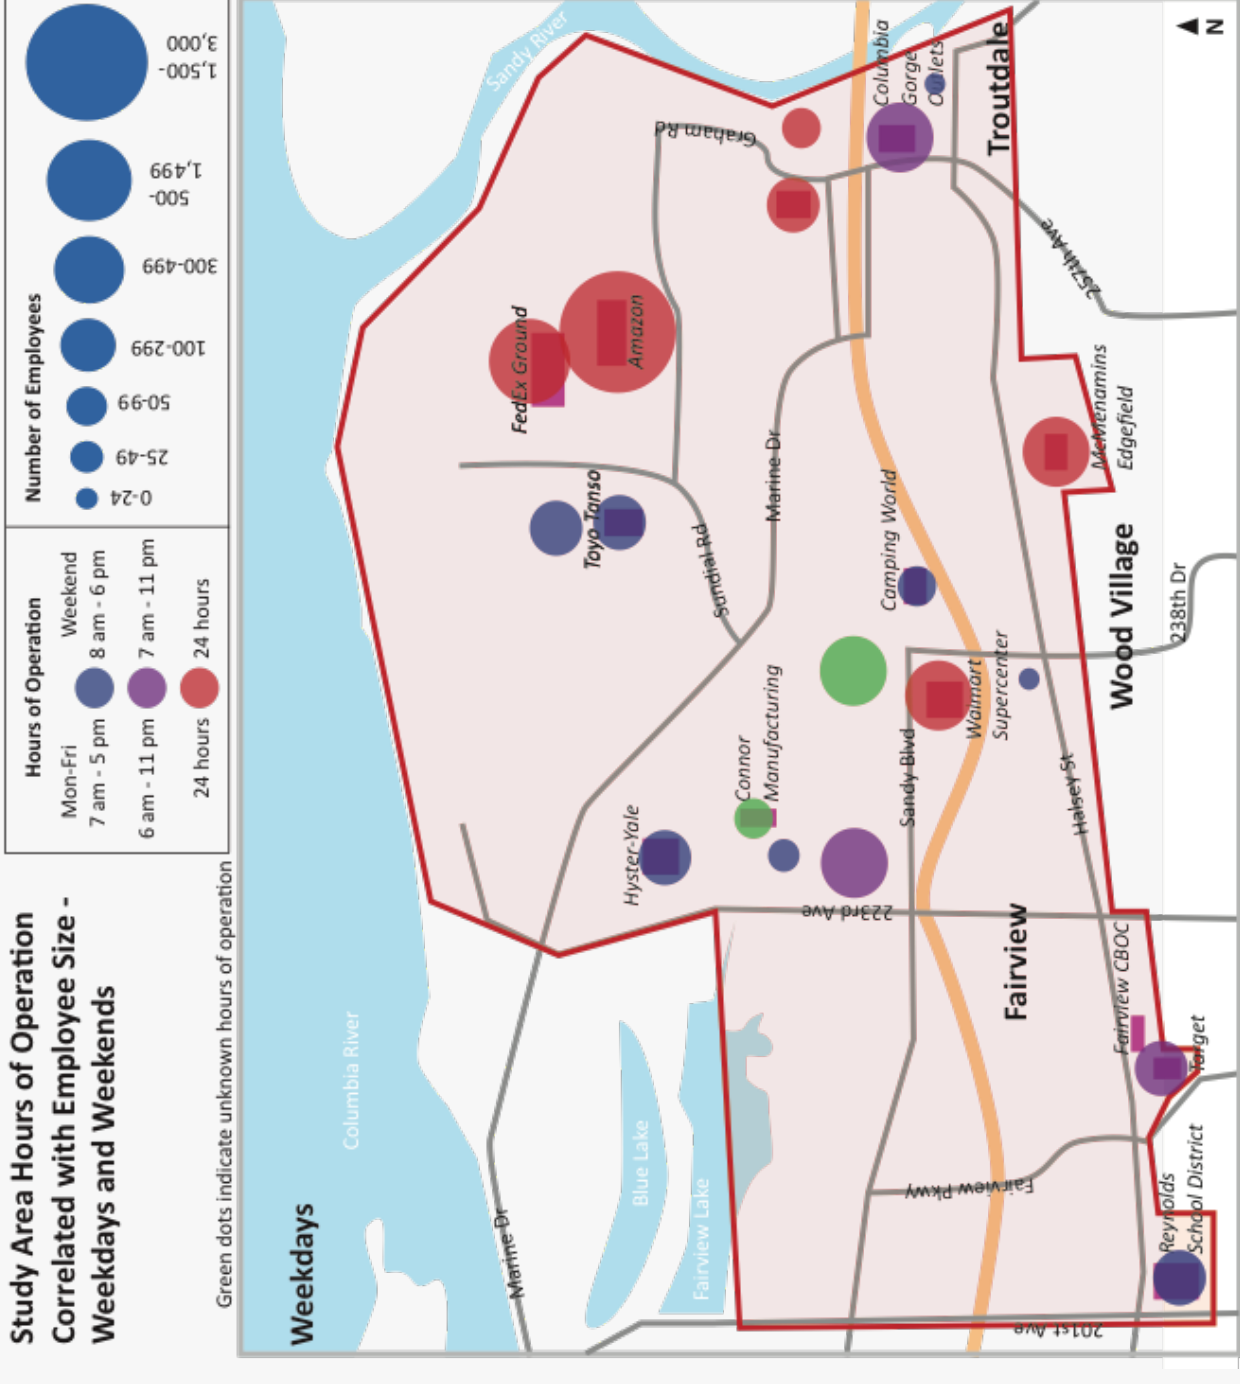 Study Area Hours of Operation
Correlated with Employee Size -
Weekdays and Weekends
Hours of Operation
Mon-Fri Weekend
7 am - 5 pm 8 am - 6 pm
6 am - 11 pm 7 am - 11 pm
24 hours 24 hours
Number of Employees
0-24
25-49
50-99
100-299
300-499
500-
1,499
1,500-
3,000
Green dots indicate unknown hours of operation
Weekdays
Columbia River
Sandy River
Marine Dr
Blue Lake
Fairview Lake
FedEx Ground
Amazon
Toyo Tanso
Graham Rd
Sundial Rd
Hyster-Yale
Connor
Manufacturing
Marine Dr
223rd Ave
Camping World
Columbia
Gorge
Outlets
Sandy Blvd
Walmart
Supercenter
Troutdale
257th Ave
Fairview
Fairview Pkwy
201st Ave
Halsey St
McMenamins
Edgefield
Wood Village
238th Dr
Fairview CBOC
Target
Reynolds
School District
N